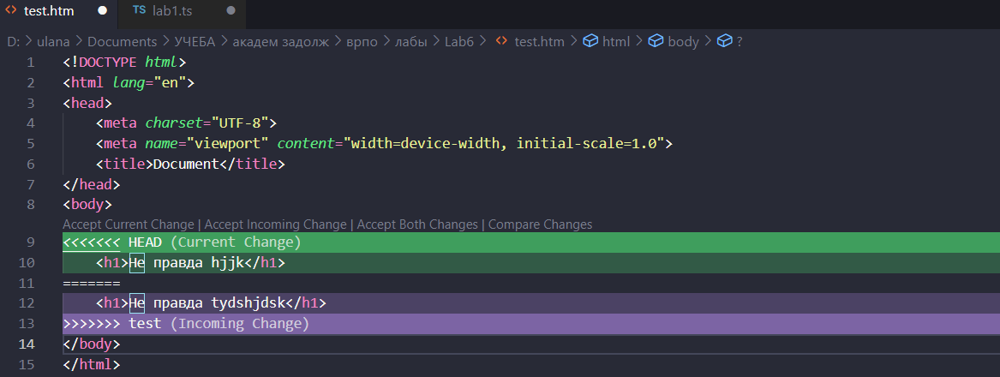 <> test.htm ● TS lab1.ts ●
D: > ulana > Documents > УЧЕБА > академ задолж > врпо > лабы > Lab6 > <> test.htm > html > body > ?
1 <!DOCTYPE html>
2 <html lang="en">
3 <head>
4 <meta charset="UTF-8">
5 <meta name="viewport" content="width=device-width, initial-scale=1.0">
6 <title>Document</title>
7 </head>
8 <body>
Accept Current Change | Accept Incoming Change | Accept Both Changes | Compare Changes
9 <<<<<<< HEAD (Current Change)
10 <h1>Не правда hjjk</h1>
11 =======
12 <h1>Не правда tydshjdsk</h1>
13 >>>>>>> test (Incoming Change)
14 </body>
15 </html>